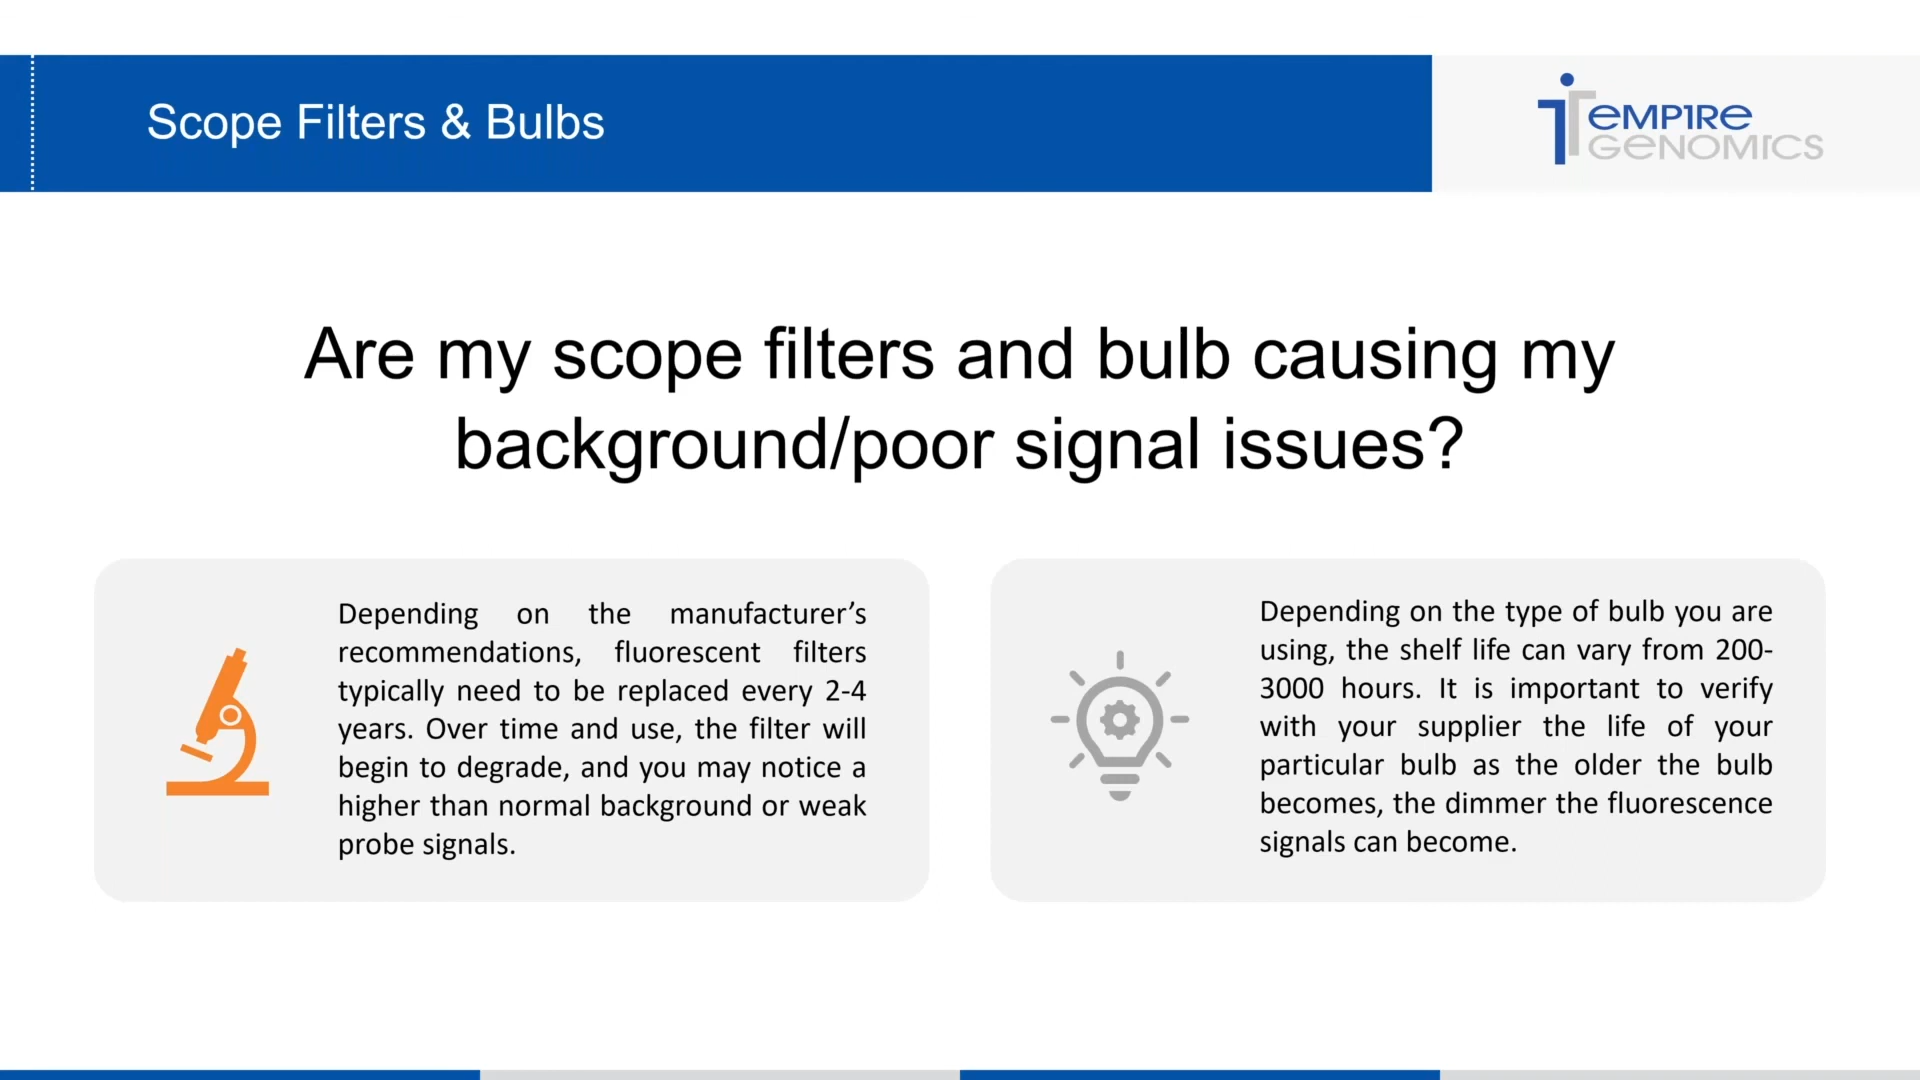 Scope Filters & Bulbs
EMPIRE
GENOMICS
Are my scope filters and bulb causing my
background/poor signal issues?
Depending on the manufacturer’s
recommendations, fluorescent filters
typically need to be replaced every 2-4
years. Over time and use, the filter will
begin to degrade, and you may notice a
higher than normal background or weak
probe signals.
Depending on the type of bulb you are
using, the shelf life can vary from 200-
3000 hours. It is important to verify
with your supplier the life of your
particular bulb as the older the bulb
becomes, the dimmer the fluorescence
signals can become.